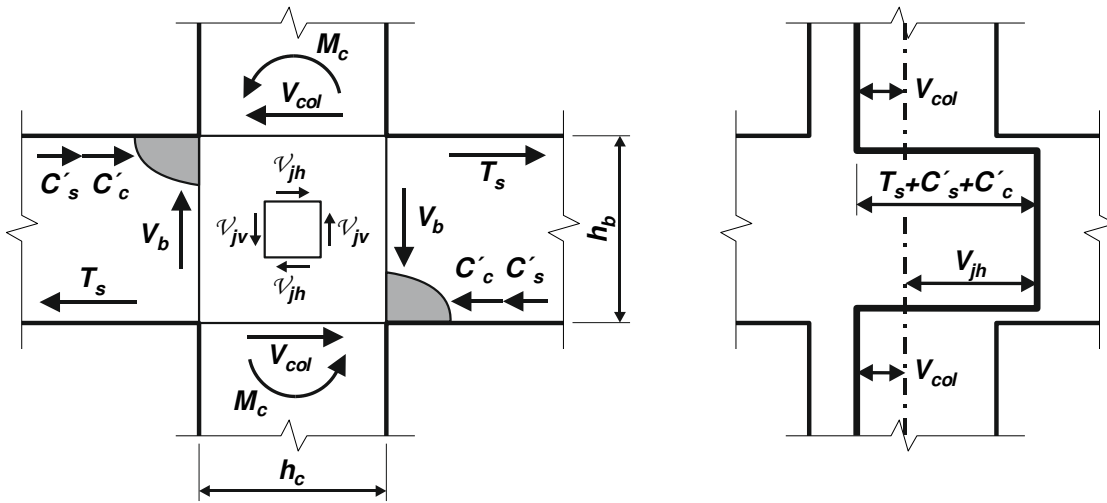 M_c
V_col
C´_s C´_c
T_s
V_b
𝒱_jh
𝒱_jv 𝒱_jv
𝒱_jh
V_b
T_s
C´_c C´_s
h_b
V_col
M_c
h_c
V_col
T_s+C´_s+C´_c
V_jh
V_col